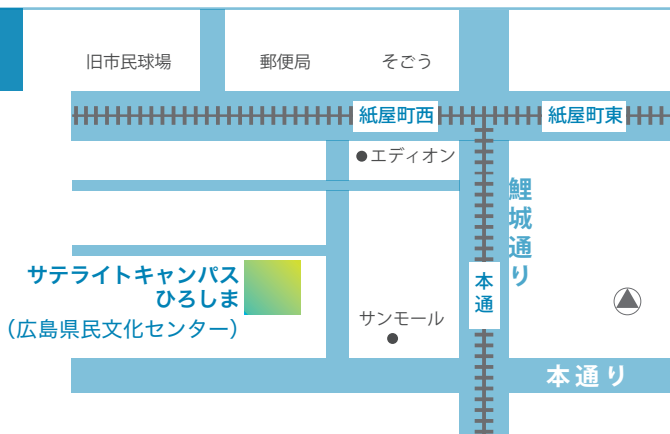 旧市民球場
郵便局
そごう
紙屋町西
紙屋町東
●エディオン
鯉城通り
サテライトキャンパス
ひろしま
（広島県民文化センター）
本通
サンモール
本通り